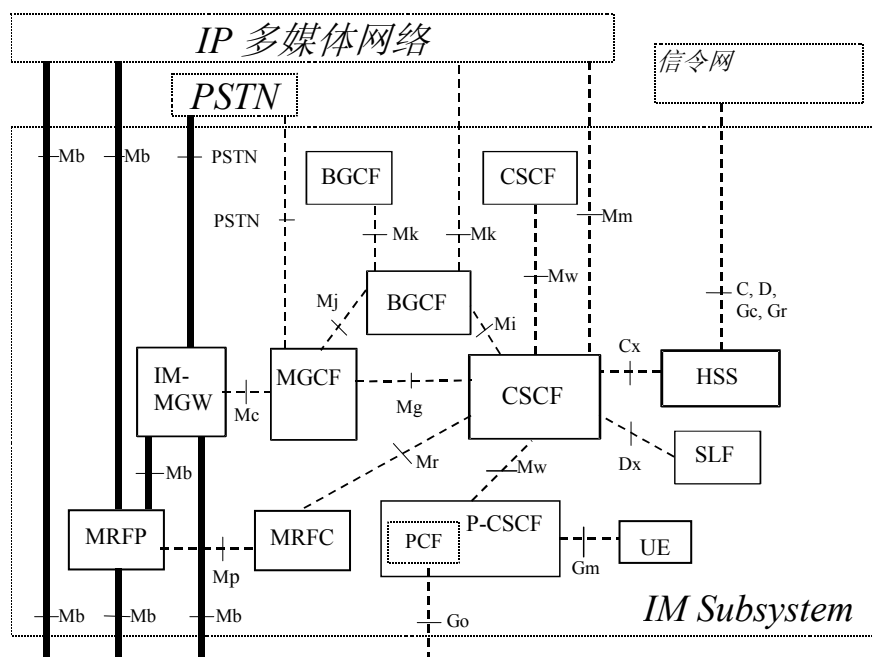 IP 多媒体网络
信令网
PSTN
Mb
Mb
PSTN
BGCF
CSCF
PSTN
Mm
Mk
Mk
Mw
C, D,
Gc, Gr
Mj
BGCF
Mi
Cx
IM-
MGW
MGCF
CSCF
HSS
Mc
Mg
Mr
Dx
SLF
Mb
Mw
MRFP
MRFC
P-CSCF
PCF
UE
Mp
Gm
Mb
Mb
Mb
Go
IM Subsystem